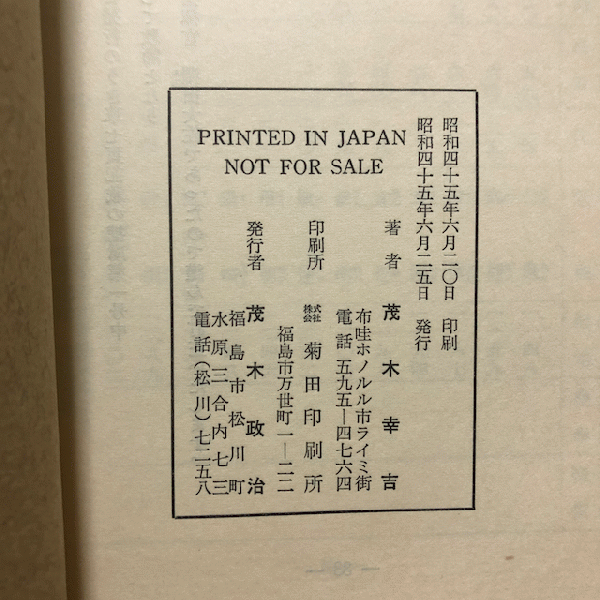 PRINTED IN JAPAN
NOT FOR SALE
昭和四十五年六月二〇日 印刷
昭和四十五年六月二五日 発行
著者 茂木幸吉
布哇ホノルル市ライミ街
電話 五九五―四七六四
印刷所 株式会社 菊田印刷所
福島市万世町一―二二
発行者 茂木政治
福島市松川町
水原三合内七三
電話(松川)七二五八